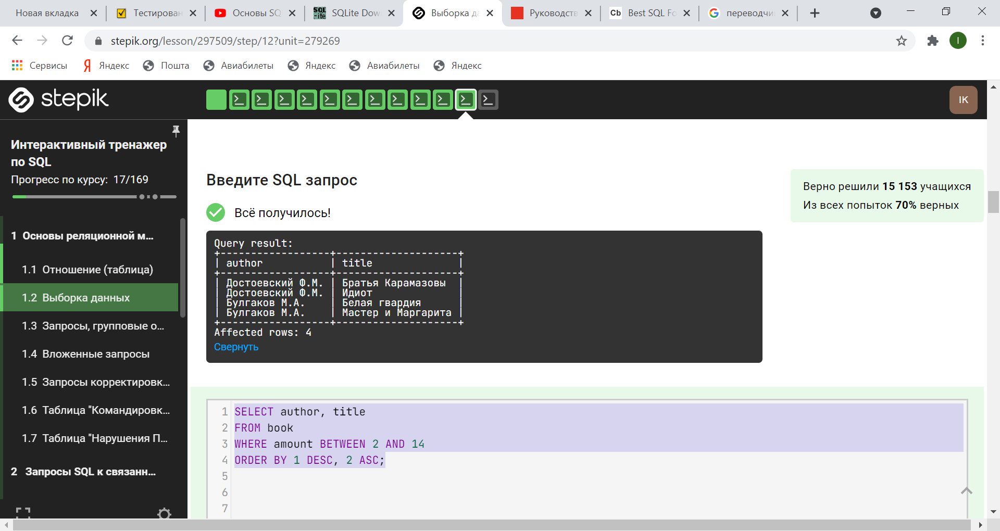 Новая вкладка
Тестирован
Основы SQ
SQLite Dow
Выборка да
Руководств
Cb Best SQL Fo
переводчи
stepik.org/lesson/297509/step/12?unit=279269
I
Сервисы
Я Яндекс
Пошта
Авиабилеты
Яндекс
Авиабилеты
Яндекс
stepik
IK
Интерактивный тренажер
по SQL
Прогресс по курсу: 17/169
1 Основы реляционной м...
1.1 Отношение (таблица)
1.2 Выборка данных
1.3 Запросы, групповые о...
1.4 Вложенные запросы
1.5 Запросы корректировк...
1.6 Таблица "Командировк...
1.7 Таблица "Нарушения П...
2 Запросы SQL к связанн...
Введите SQL запрос
Всё получилось!
Верно решили 15 153 учащихся
Из всех попыток 70% верных
Query result:
+-------------------+--------------------+
| author            | title              |
+-------------------+--------------------+
| Достоевский Ф.М.  | Братья Карамазовы  |
| Достоевский Ф.М.  | Идиот              |
| Булгаков М.А.     | Белая гвардия      |
| Булгаков М.А.     | Мастер и Маргарита |
+-------------------+--------------------+
Affected rows: 4
Свернуть
1 SELECT author, title
2 FROM book
3 WHERE amount BETWEEN 2 AND 14
4 ORDER BY 1 DESC, 2 ASC;
5
6
7